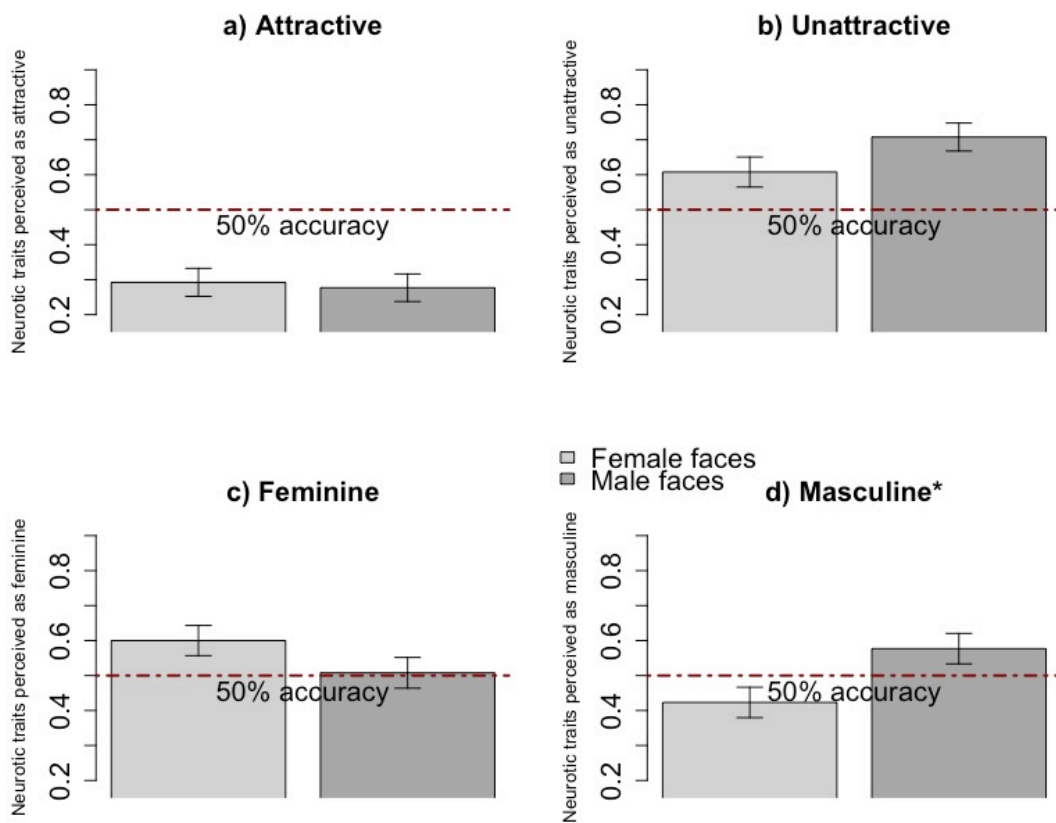 a) Attractive
Neurotic traits perceived as attractive
0.8
0.6
0.4
0.2
50% accuracy
b) Unattractive
Neurotic traits perceived as unattractive
0.8
0.6
0.4
0.2
50% accuracy
Female faces
Male faces
c) Feminine
Neurotic traits perceived as feminine
0.8
0.6
0.4
0.2
50% accuracy
d) Masculine*
Neurotic traits perceived as masculine
0.8
0.6
0.4
0.2
50% accuracy